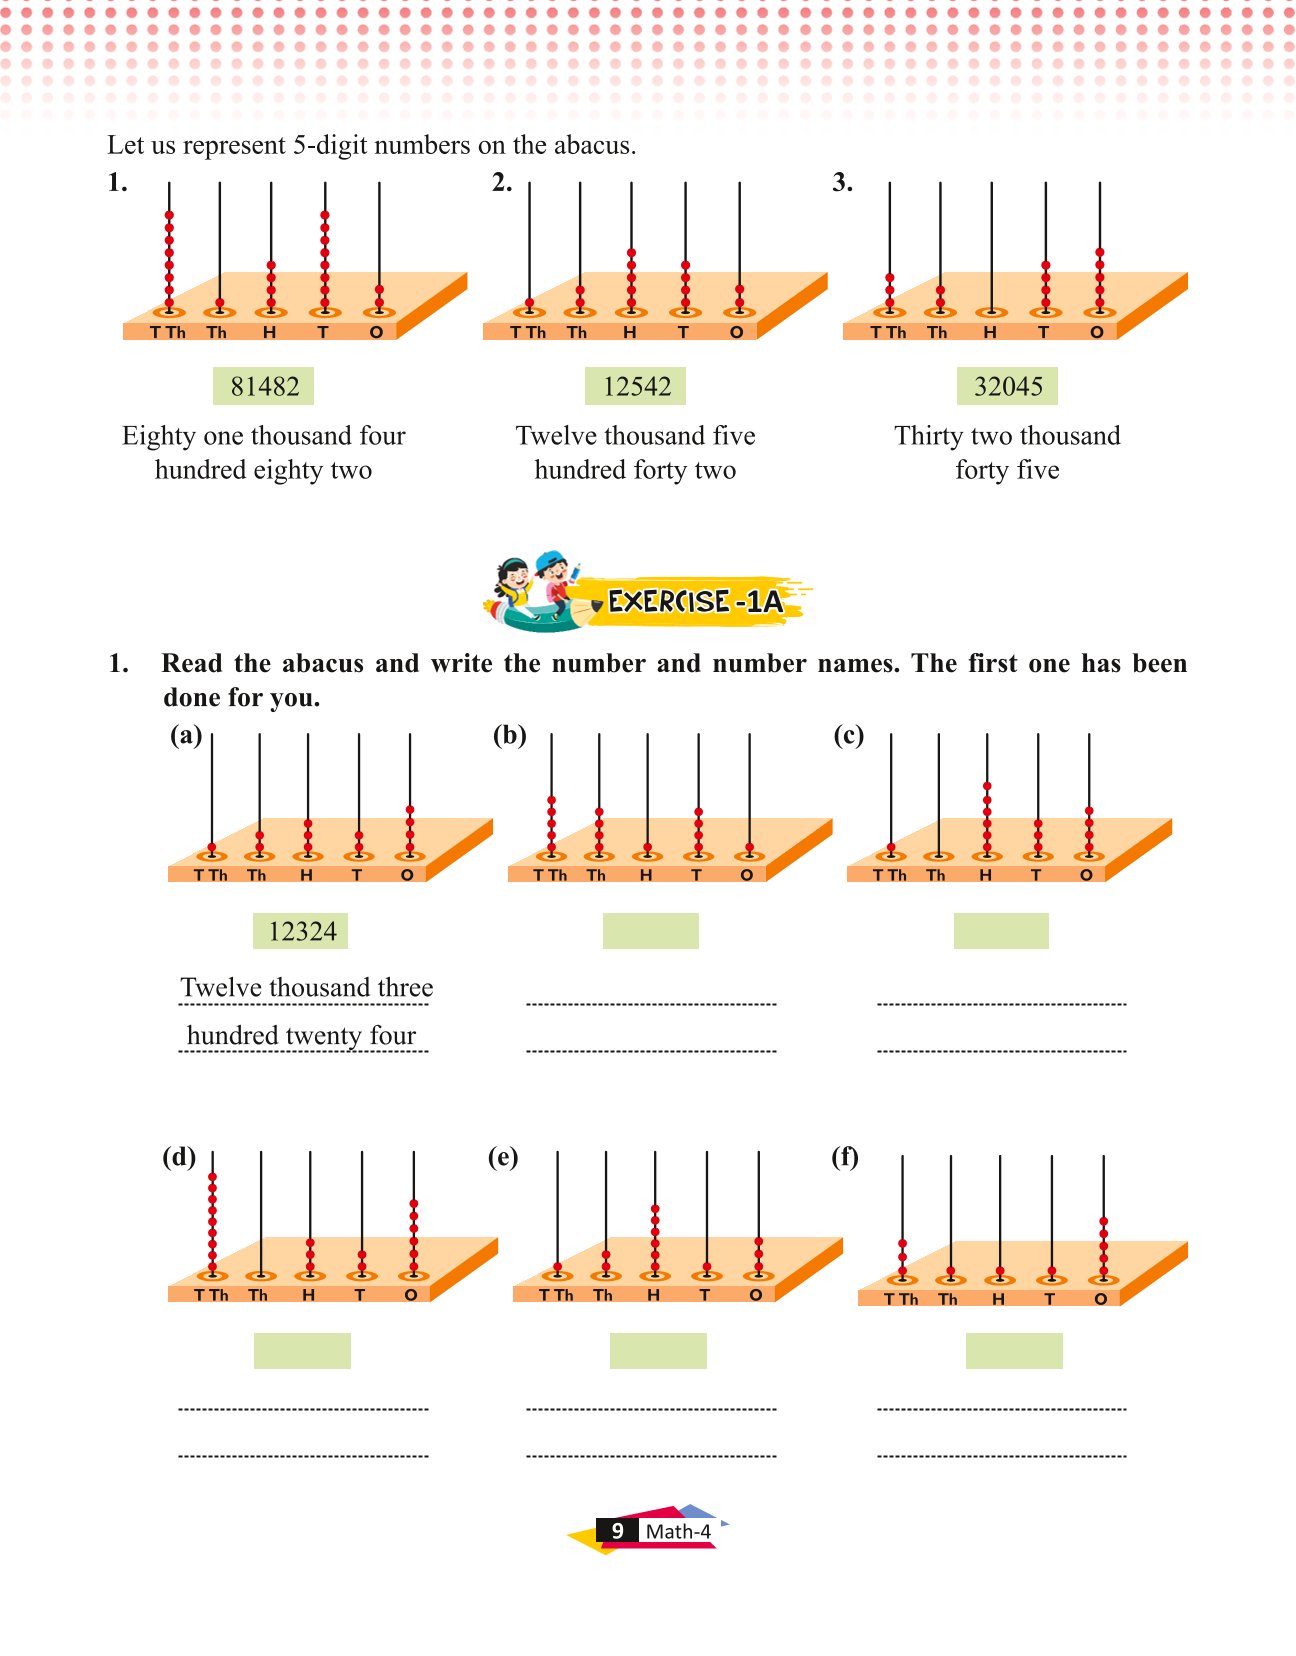 Let us represent 5-digit numbers on the abacus.
1. 2. 3.
T Th Th H T O T Th Th H T O T Th Th H T O
81482 12542 32045
Eighty one thousand four Twelve thousand five Thirty two thousand
hundred eighty two hundred forty two forty five
EXERCISE -1A
1. Read the abacus and write the number and number names. The first one has been
done for you.
(a) (b) (c)
T Th Th H T O T Th Th H T O T Th Th H T O
12324
Twelve thousand three
hundred twenty four
(d) (e) (f)
T Th Th H T O T Th Th H T O T Th Th H T O
9 Math-4